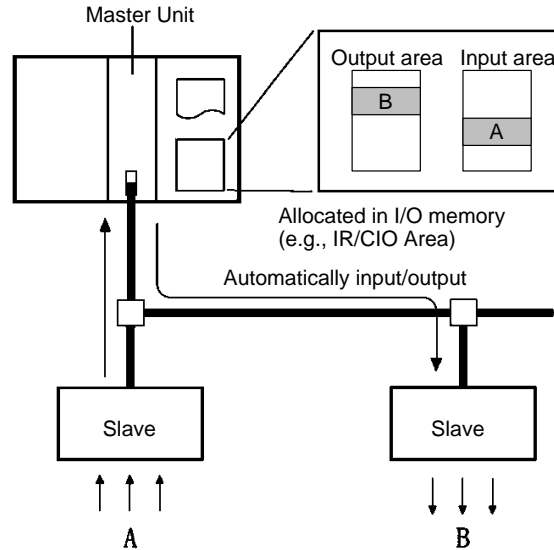 Master Unit
Output area
Input area
B
A
Allocated in I/O memory
(e.g., IR/CIO Area)
Automatically input/output
Slave
Slave
A
B